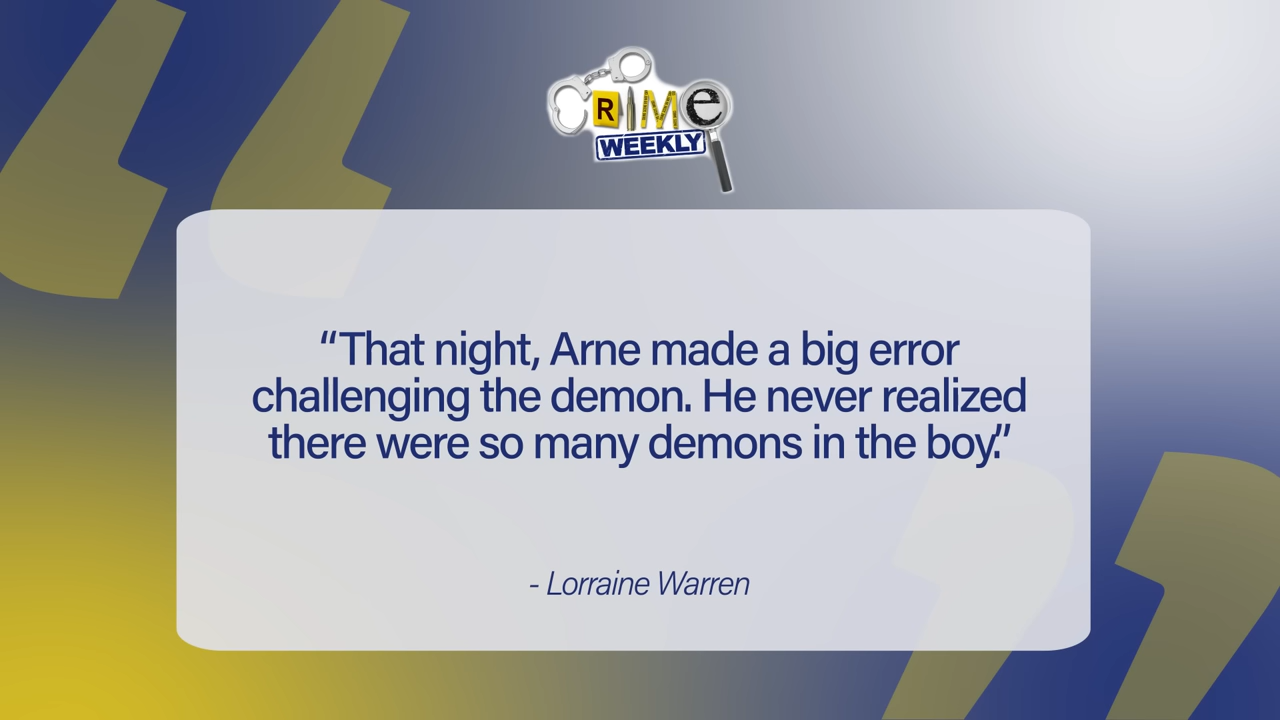 CRIMe
WEEKLY
“That night, Arne made a big error
challenging the demon. He never realized
there were so many demons in the boy.”
- Lorraine Warren